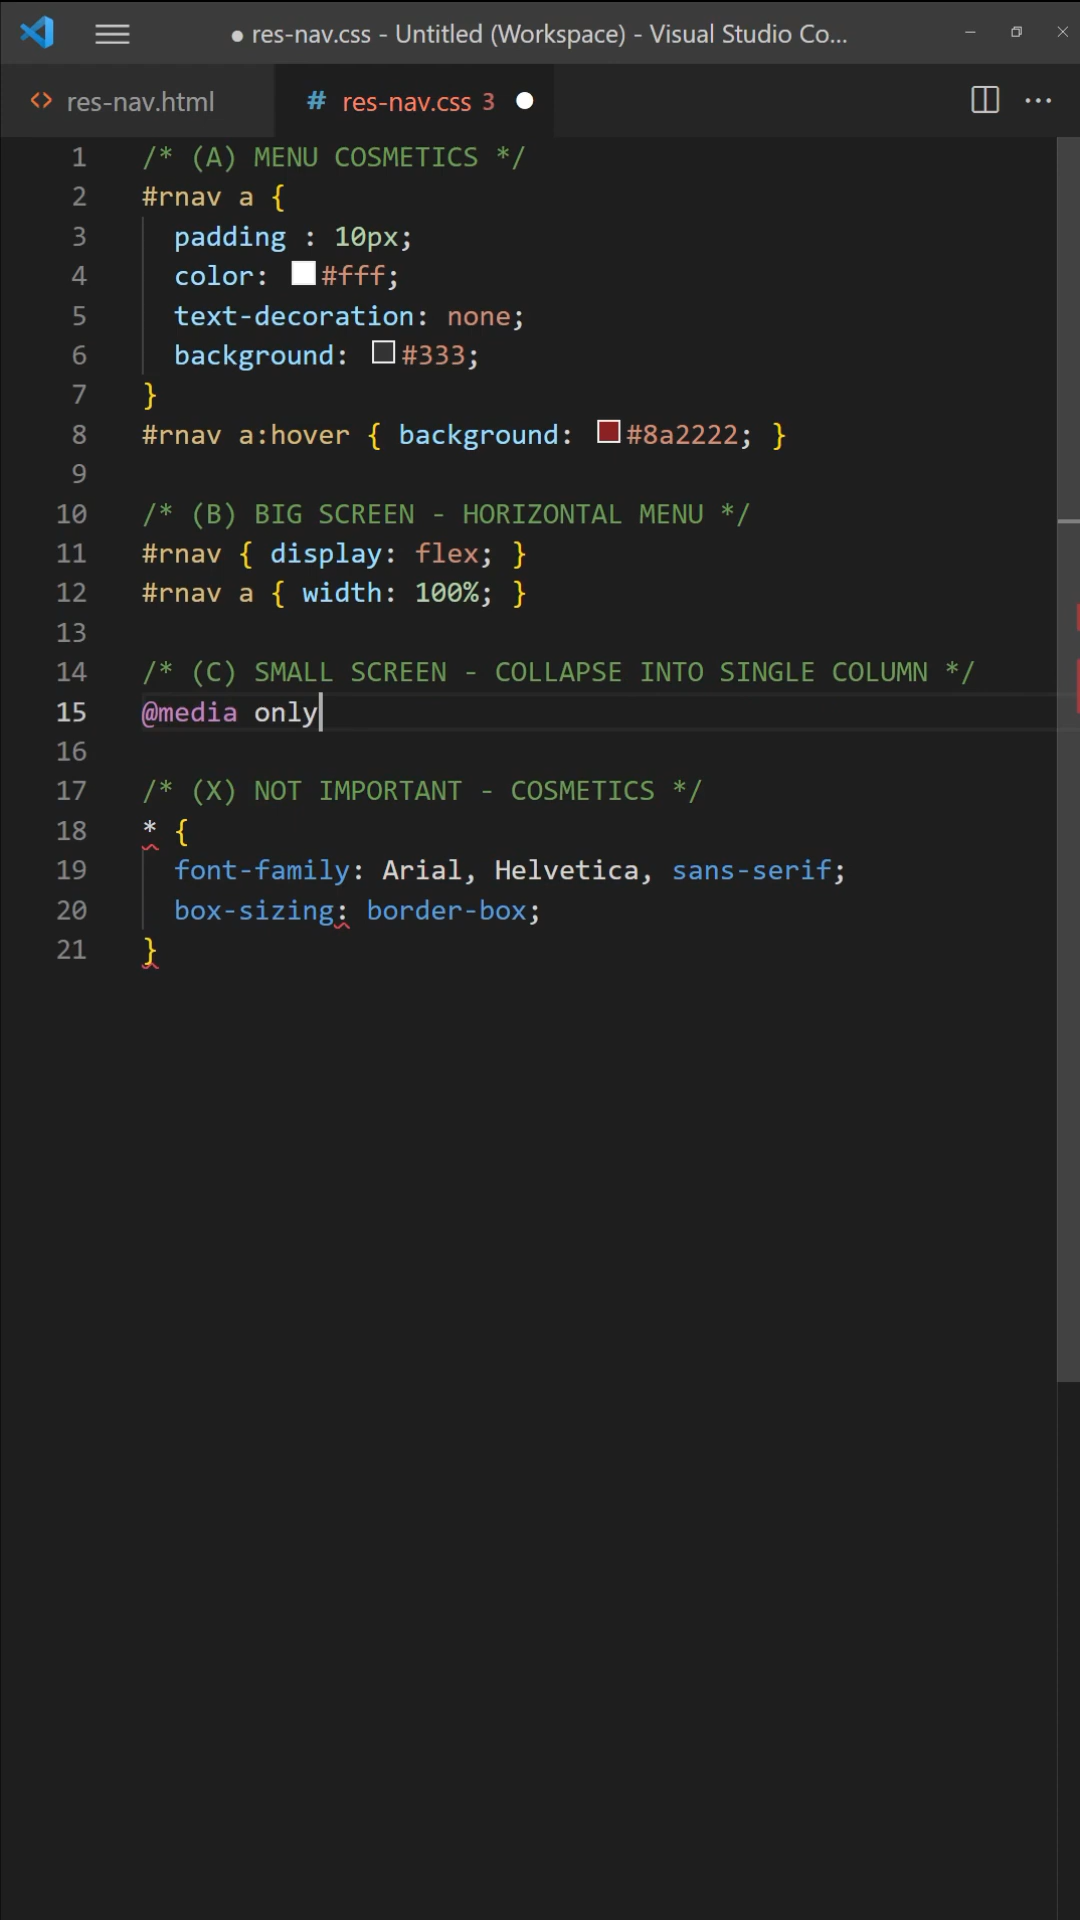 ● res-nav.css - Untitled (Workspace) - Visual Studio Co...
<> res-nav.html
# res-nav.css 3 ●
1 /* (A) MENU COSMETICS */
2 #rnav a {
3   padding : 10px;
4   color: #fff;
5   text-decoration: none;
6   background: #333;
7 }
8 #rnav a:hover { background: #8a2222; }
9
10 /* (B) BIG SCREEN - HORIZONTAL MENU */
11 #rnav { display: flex; }
12 #rnav a { width: 100%; }
13
14 /* (C) SMALL SCREEN - COLLAPSE INTO SINGLE COLUMN */
15 @media only
16
17 /* (X) NOT IMPORTANT - COSMETICS */
18 * {
19   font-family: Arial, Helvetica, sans-serif;
20   box-sizing: border-box;
21 }